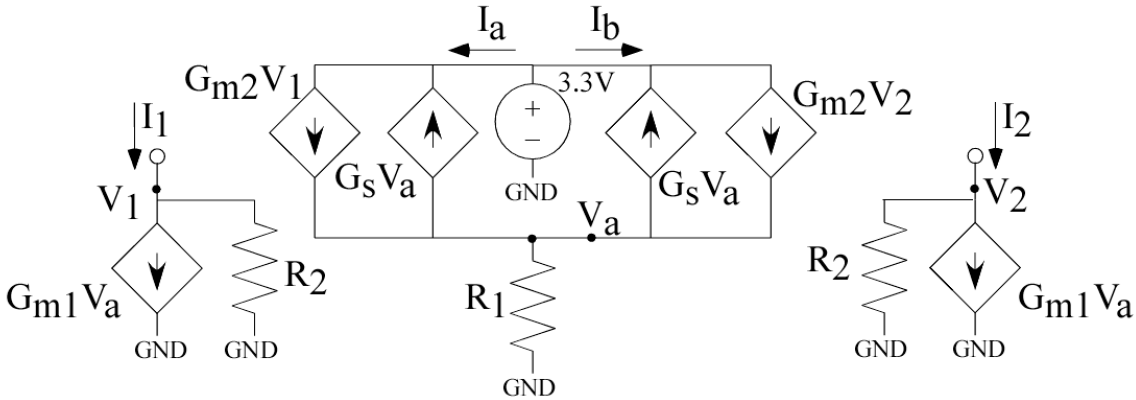 Ia Ib
Gm2V1 3.3V Gm2V2
+
−
I1 I2
GsVa GND GsVa
V1 Va V2
R2 R1 R2
Gm1Va Gm1Va
GND GND GND GND
GND